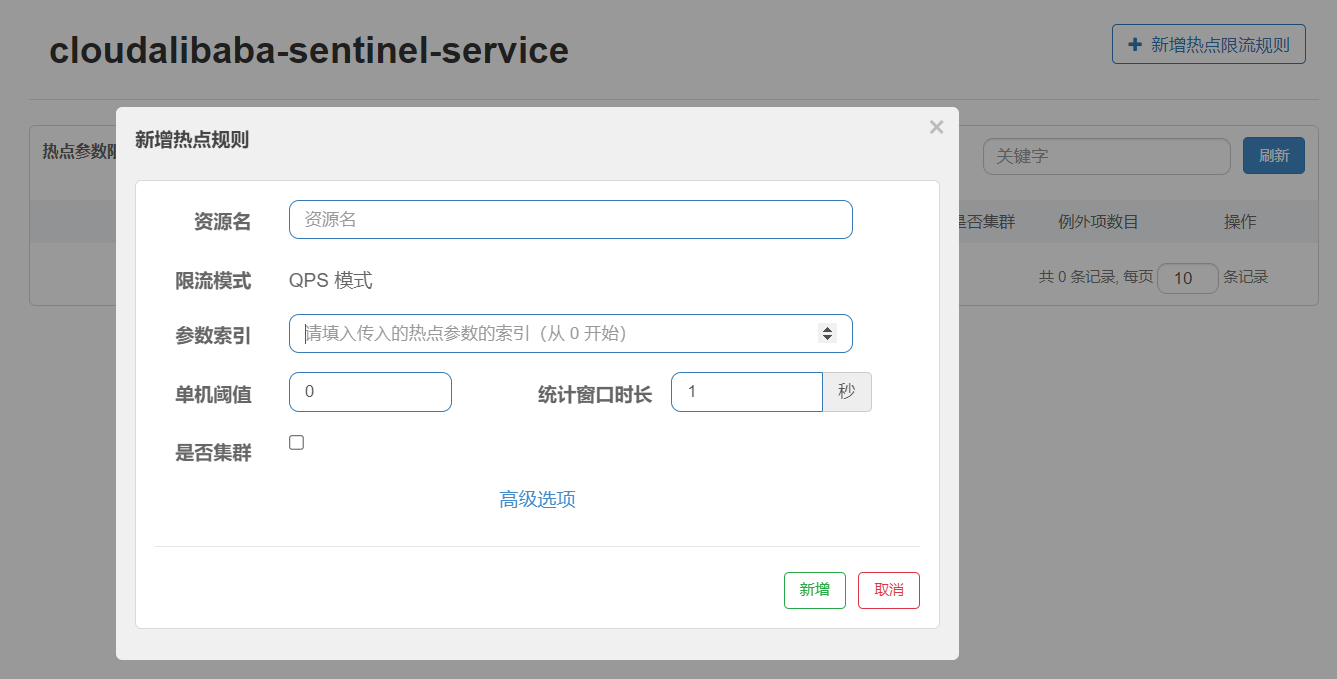 cloudalibaba-sentinel-service
+ 新增热点限流规则
新增热点规则
×
热点参数限
关键字
刷新
资源名
资源名
是否集群
例外项数目
操作
限流模式
QPS 模式
共 0 条记录, 每页 10 条记录
参数索引
请填入传入的热点参数的索引（从 0 开始）
单机阈值
0
统计窗口时长
1
秒
是否集群
高级选项
新增
取消